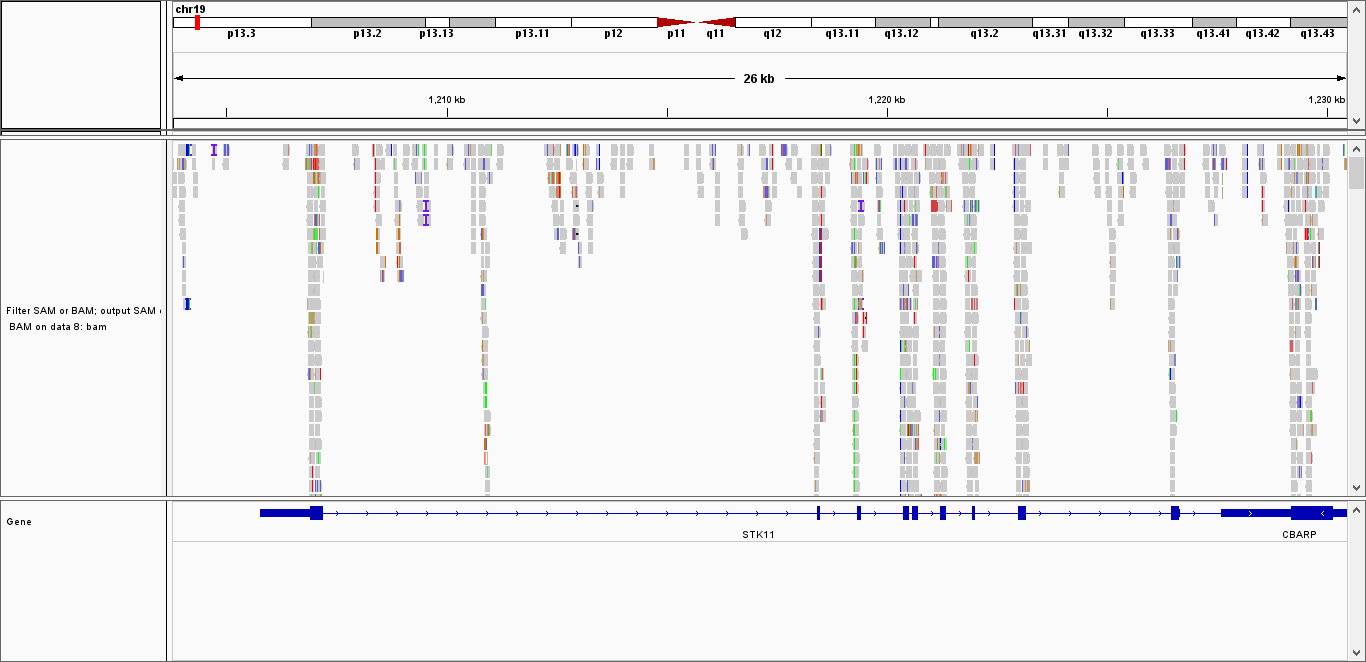 chr19
p13.3 p13.2 p13.13 p13.11 p12 p11 q11 q12 q13.11 q13.12 q13.2 q13.31 q13.32 q13.33 q13.41 q13.42 q13.43
26 kb
1,210 kb 1,220 kb 1,230 kb
Filter SAM or BAM; output SAM
BAM on data 8: bam
Gene
STK11 CBARP